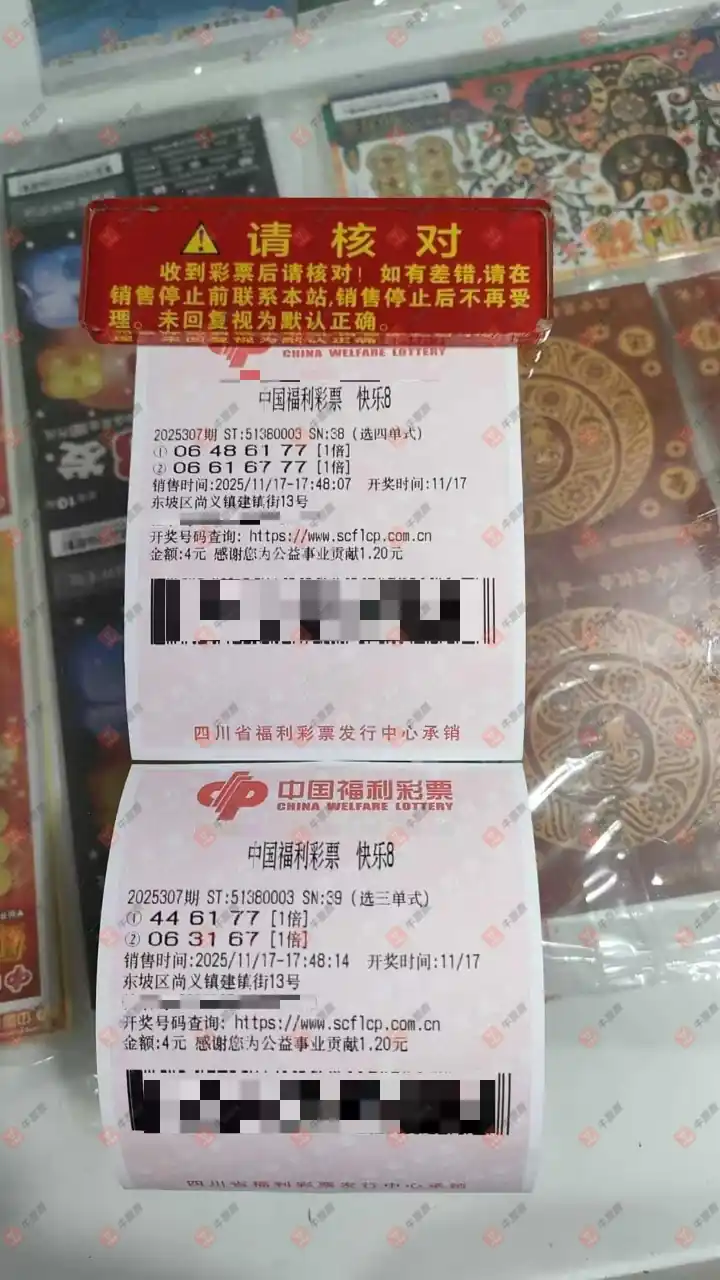 请核对
收到彩票后请核对！如有差错,请在
销售停止前联系本站,销售停止后不再受
理。未回复视为默认正确。
CHINA WELFARE LOTTERY
中国福利彩票 快乐8
2025307期 ST:51380003 SN:38 (选四单式)
① 06 48 61 77 [1倍]
② 06 61 67 77 [1倍]
销售时间:2025/11/17-17:48:07 开奖时间:11/17
东坡区尚义镇建镇街13号
开奖号码查询: https://www.scflcp.com.cn
金额:4元 感谢您为公益事业贡献1.20元
四川省福利彩票发行中心承销
中国福利彩票
CHINA WELFARE LOTTERY
中国福利彩票 快乐8
2025307期 ST:51380003 SN:39 (选三单式)
① 44 61 77 [1倍]
② 06 31 67 [1倍]
销售时间:2025/11/17-17:48:14 开奖时间:11/17
东坡区尚义镇建镇街13号
开奖号码查询: https://www.scflcp.com.cn
金额:4元 感谢您为公益事业贡献1.20元
四川省福利彩票发行中心承销